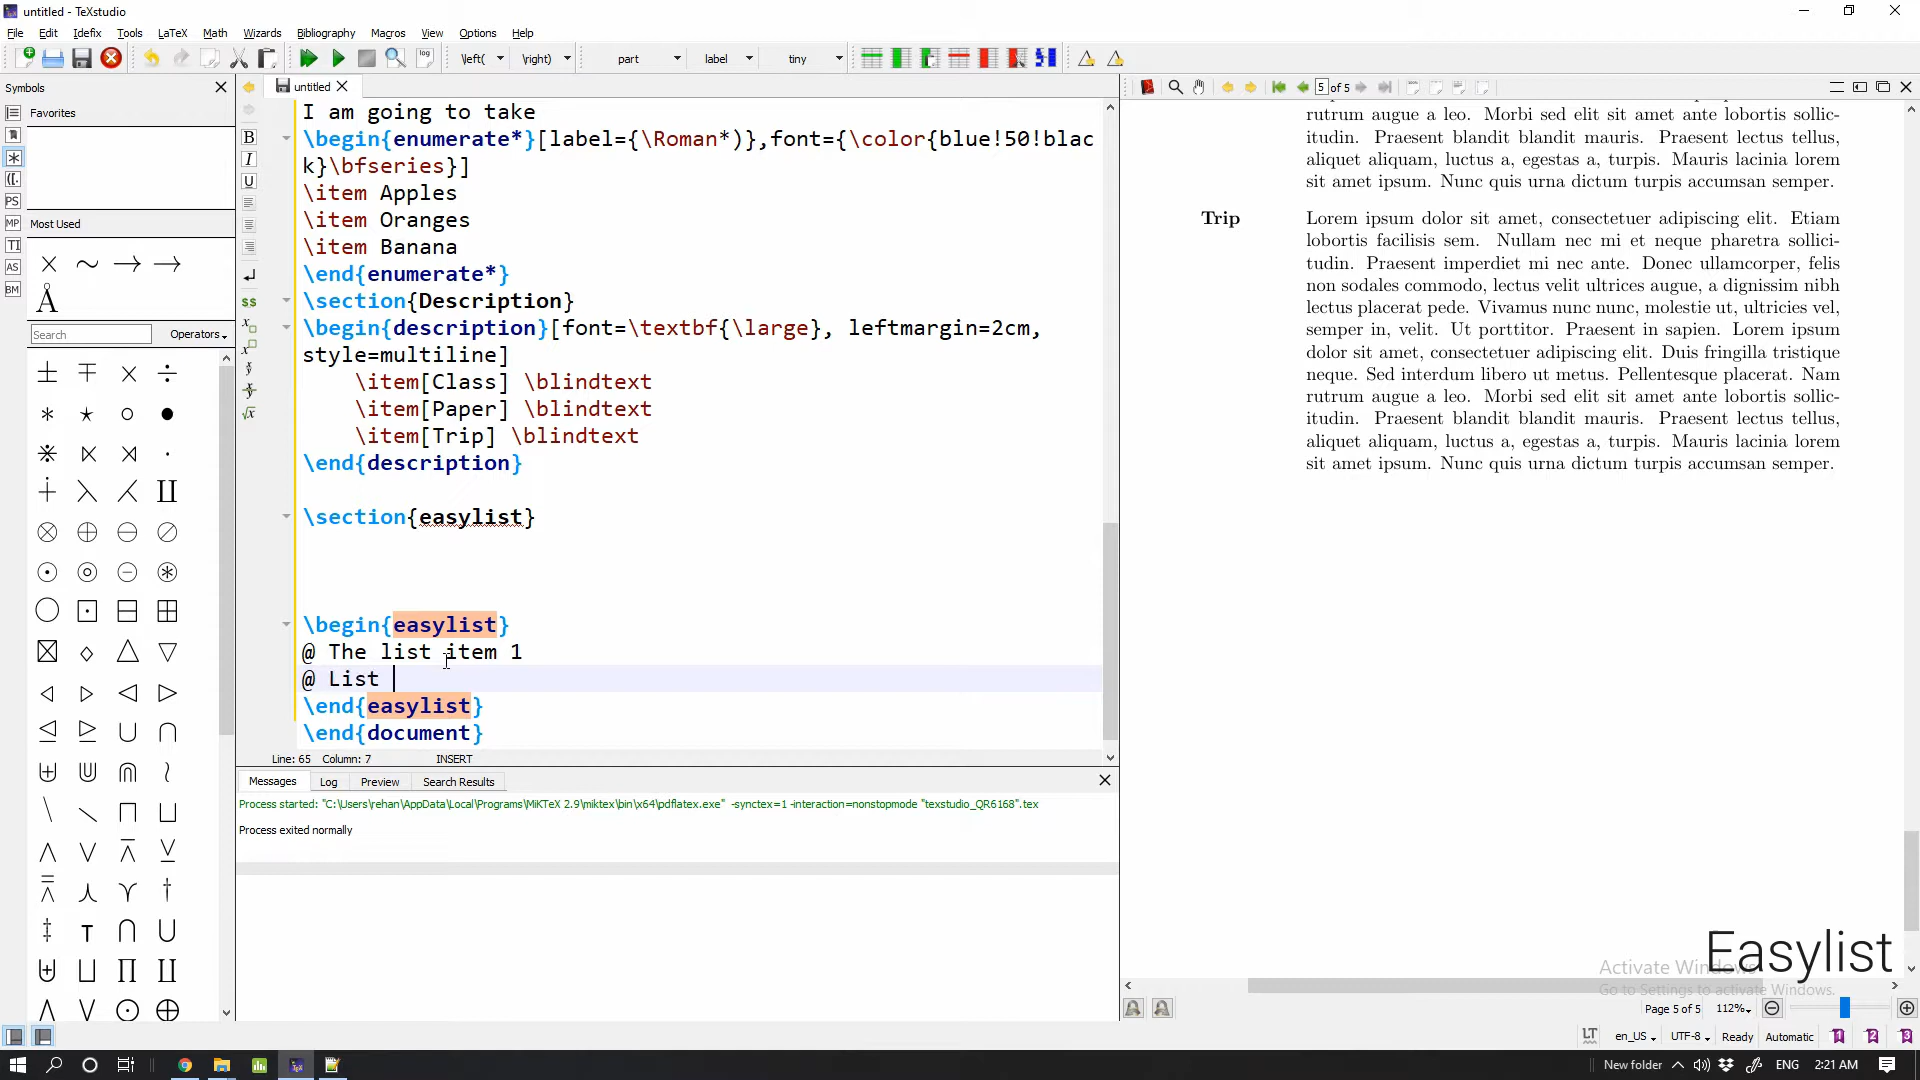 untitled - TeXstudio
File Edit Idefix Tools LaTeX Math Wizards Bibliography Macros View Options Help
\left( \right) part label tiny
Symbols
Favorites
Most Used
Search Operators
untitled
I am going to take
\begin{enumerate*}[label={\Roman*)},font={\color{blue!50!blac
k}\bfseries}]
\item Apples
\item Oranges
\item Banana
\end{enumerate*}
\section{Description}
\begin{description}[font=\textbf{\large}, leftmargin=2cm,
style=multiline]
\item[Class] \blindtext
\item[Paper] \blindtext
\item[Trip] \blindtext
\end{description}
\section{easylist}
\begin{easylist}
@ The list item 1
@ List
\end{easylist}
\end{document}
Line: 65 Column: 7 INSERT
Messages Log Preview Search Results
Process started: "C:\Users\rehan\AppData\Local\Programs\MiKTeX 2.9\miktex\bin\x64\pdflatex.exe" -synctex=1 -interaction=nonstopmode "texstudio_QR6168".tex
Process exited normally
5 of 5
rutrum augue a leo. Morbi sed elit sit amet ante lobortis sollic-
itudin. Praesent blandit blandit mauris. Praesent lectus tellus,
aliquet aliquam, luctus a, egestas a, turpis. Mauris lacinia lorem
sit amet ipsum. Nunc quis urna dictum turpis accumsan semper.
Trip Lorem ipsum dolor sit amet, consectetuer adipiscing elit. Etiam
lobortis facilisis sem. Nullam nec mi et neque pharetra sollici-
tudin. Praesent imperdiet mi nec ante. Donec ullamcorper, felis
non sodales commodo, lectus velit ultrices augue, a dignissim nibh
lectus placerat pede. Vivamus nunc nunc, molestie ut, ultricies vel,
semper in, velit. Ut porttitor. Praesent in sapien. Lorem ipsum
dolor sit amet, consectetuer adipiscing elit. Duis fringilla tristique
neque. Sed interdum libero ut metus. Pellentesque placerat. Nam
rutrum augue a leo. Morbi sed elit sit amet ante lobortis sollic-
itudin. Praesent blandit blandit mauris. Praesent lectus tellus,
aliquet aliquam, luctus a, egestas a, turpis. Mauris lacinia lorem
sit amet ipsum. Nunc quis urna dictum turpis accumsan semper.
Easylist
Activate Windows
Go to Settings to activate Windows.
Page 5 of 5 112%
en_US UTF-8 Ready Automatic
New folder ENG 2:21 AM